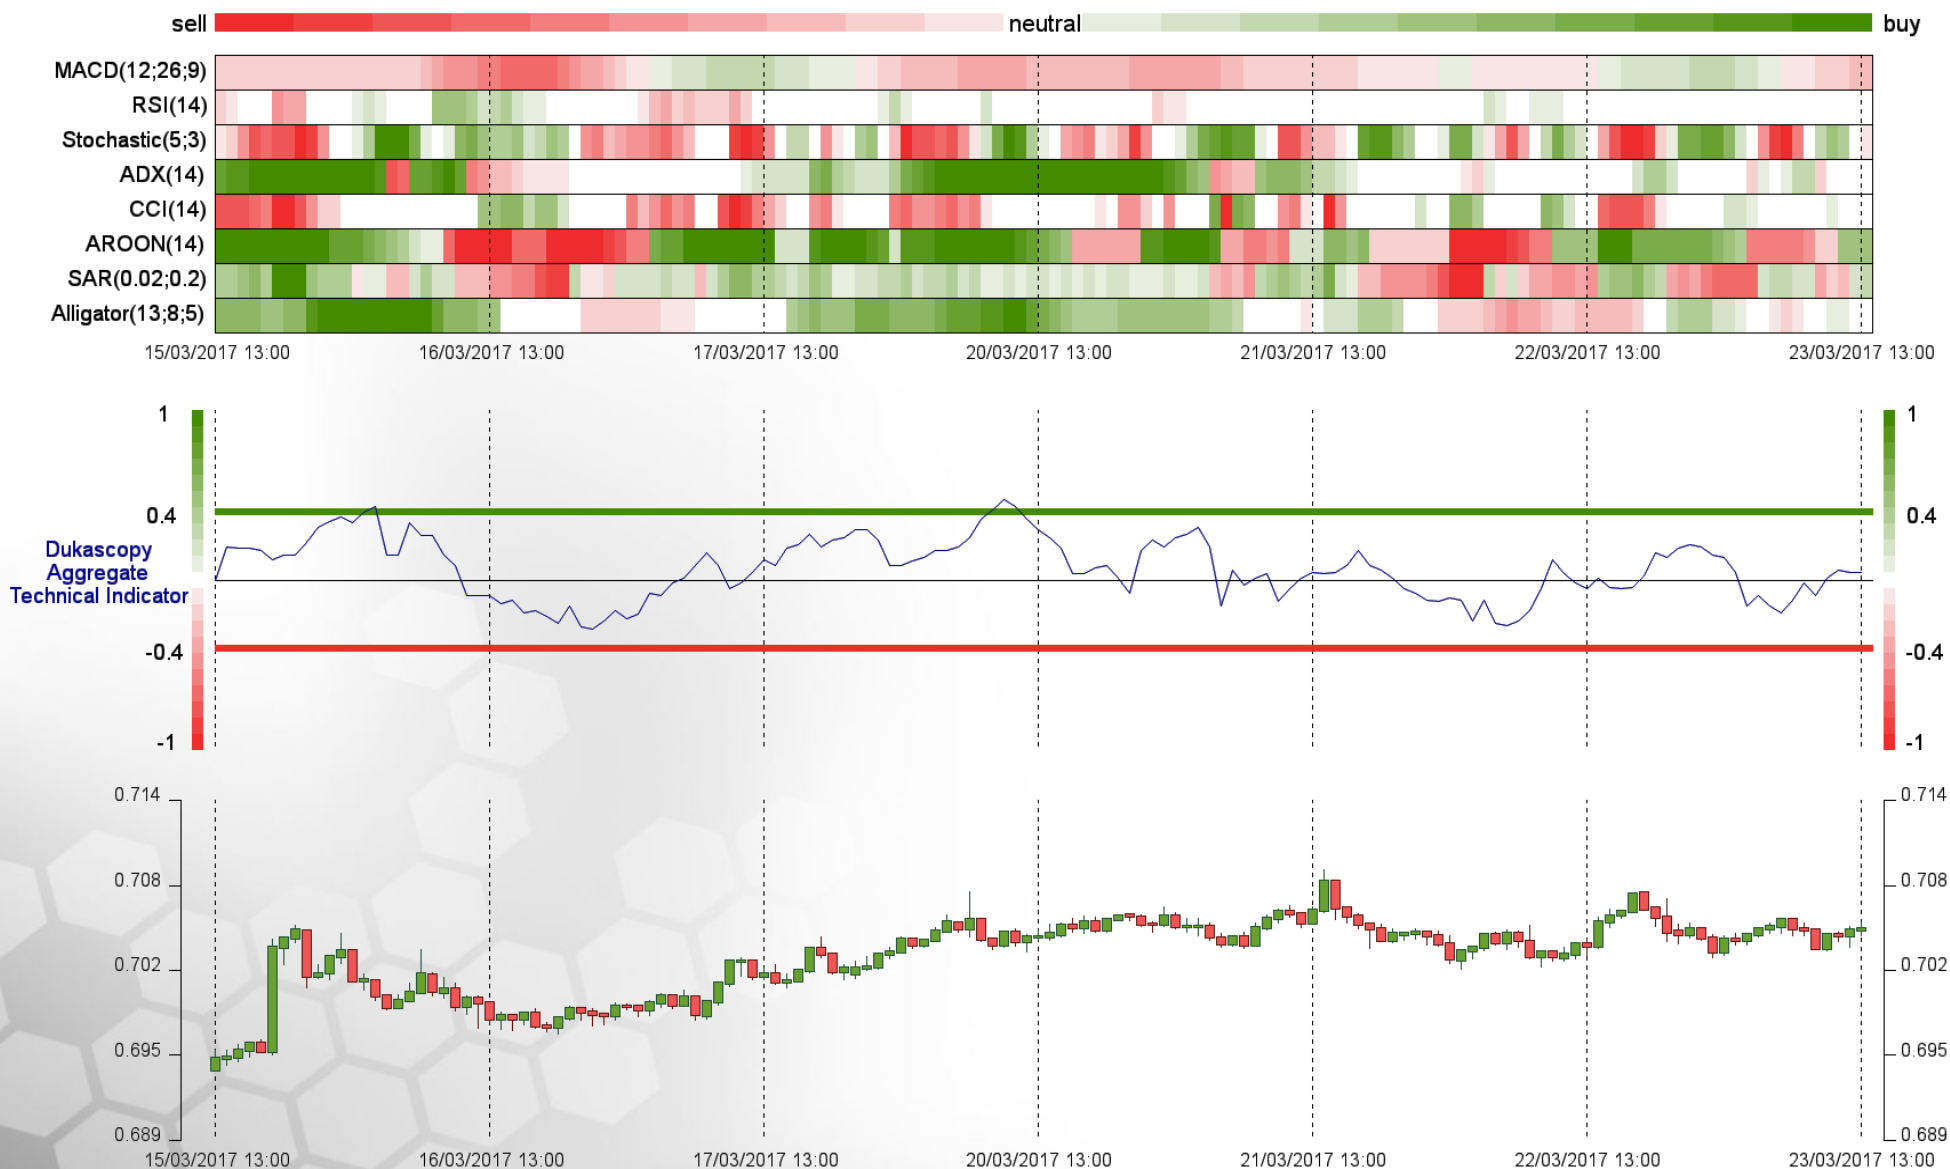 sell neutral buy
MACD(12;26;9)
RSI(14)
Stochastic(5;3)
ADX(14)
CCI(14)
AROON(14)
SAR(0.02;0.2)
Alligator(13;8;5)
15/03/2017 13:00 16/03/2017 13:00 17/03/2017 13:00 20/03/2017 13:00 21/03/2017 13:00 22/03/2017 13:00 23/03/2017 13:00
1 1
0.4 0.4
Dukascopy
Aggregate
Technical Indicator
-0.4 -0.4
-1 -1
0.714 0.714
0.708 0.708
0.702 0.702
0.695 0.695
0.689 0.689
15/03/2017 13:00 16/03/2017 13:00 17/03/2017 13:00 20/03/2017 13:00 21/03/2017 13:00 22/03/2017 13:00 23/03/2017 13:00